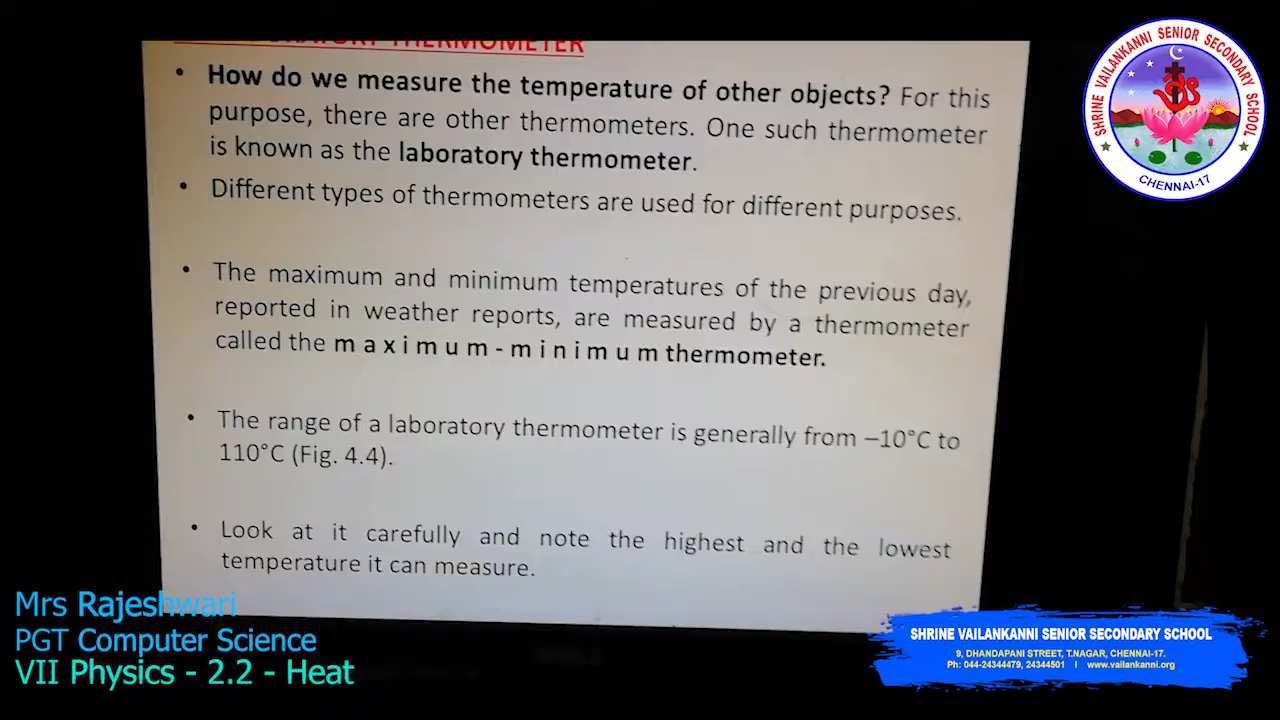 LABORATORY THERMOMETER
• How do we measure the temperature of other objects? For this
purpose, there are other thermometers. One such thermometer
is known as the laboratory thermometer.
• Different types of thermometers are used for different purposes.
• The maximum and minimum temperatures of the previous day,
reported in weather reports, are measured by a thermometer
called the m a x i m u m - m i n i m u m thermometer.
• The range of a laboratory thermometer is generally from –10°C to
110°C (Fig. 4.4).
• Look at it carefully and note the highest and the lowest
temperature it can measure.
SHRINE VAILANKANNI SENIOR SECONDARY SCHOOL
CHENNAI-17
Mrs Rajeshwari
PGT Computer Science
VII Physics - 2.2 - Heat
SHRINE VAILANKANNI SENIOR SECONDARY SCHOOL
9, DHANDAPANI STREET, T.NAGAR, CHENNAI-17.
Ph: 044-24344479, 24344501 I www.vailankanni.org